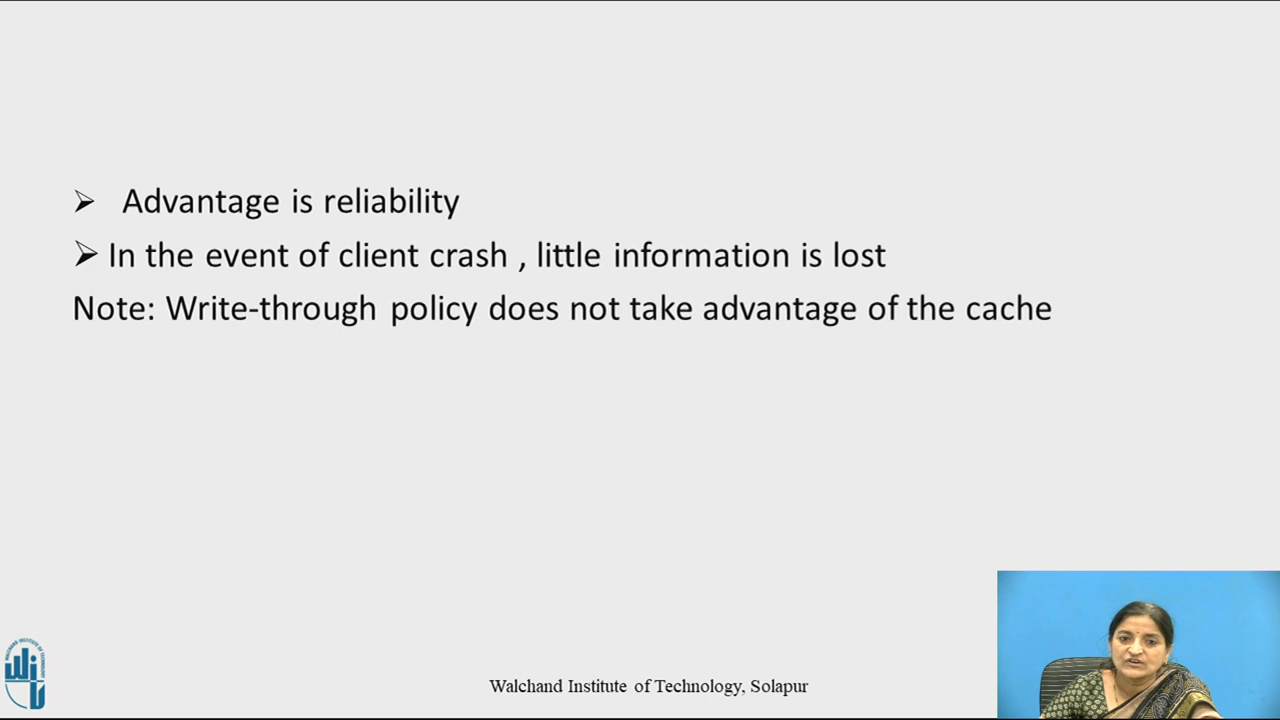 ➢ Advantage is reliability
➢ In the event of client crash , little information is lost
Note: Write-through policy does not take advantage of the cache
Walchand Institute of Technology, Solapur